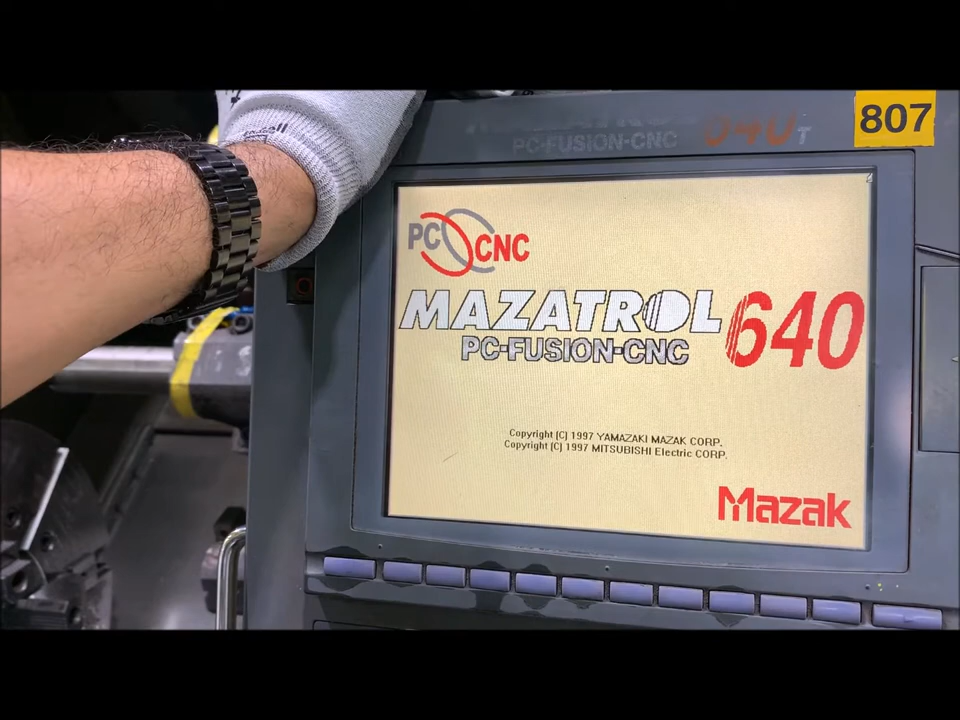 807
PC-FUSION-CNC 640T
PC CNC
MAZATROL 640
PC-FUSION-CNC
Copyright (C) 1997 YAMAZAKI MAZAK CORP.
Copyright (C) 1997 MITSUBISHI Electric CORP.
Mazak